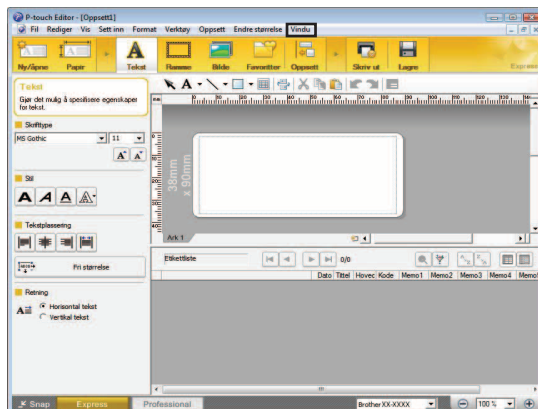 P-touch Editor - [Oppsett1]
Fil Rediger Vis Sett inn Format Verktøy Oppsett Endre størrelse Vindu
Ny/åpne Papir Tekst Ramme Bilde Favoritter Oppsett Skriv ut Lagre Express
Tekst
Gjør det mulig å spesifisere egenskaper
for tekst.
Skrifttype
MS Gothic 11
A A
Stil
A A A A
Tekstplassering
Fri størrelse
Retning
Horisontal tekst
Vertikal tekst
mm
38mm
x 90mm
Ark 1
Etikettliste 0/0
Dato Tittel Hovec Kode Memo1 Memo2 Memo3 Memo4 Memo
Snap Express Professional Brother XX-XXXX 100 %